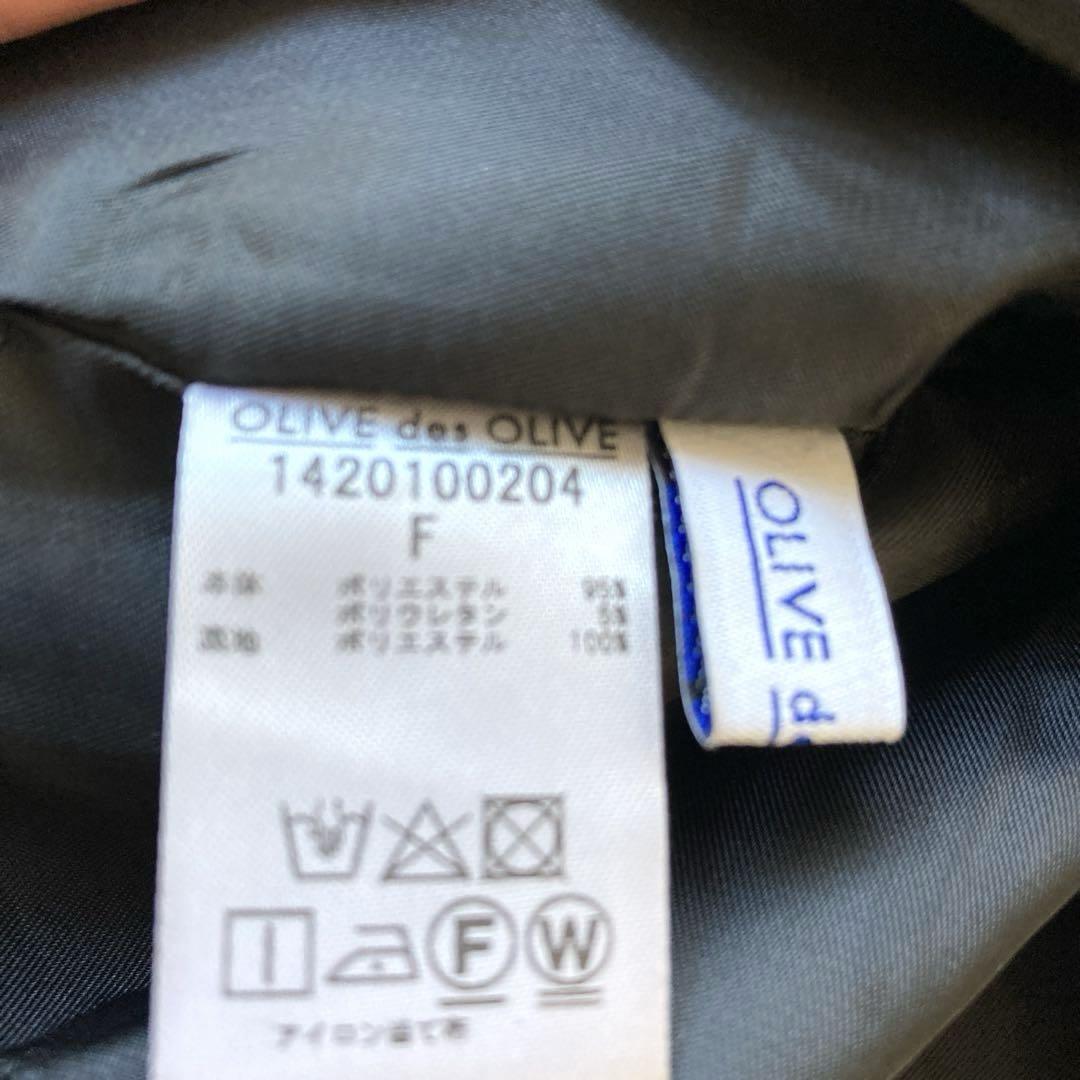 OLIVE des OLIVE
1420100204
F
本体 ポリエステル 95%
ポリウレタン 5%
裏地 ポリエステル 100%
F W
アイロン当て布
OLIVE de